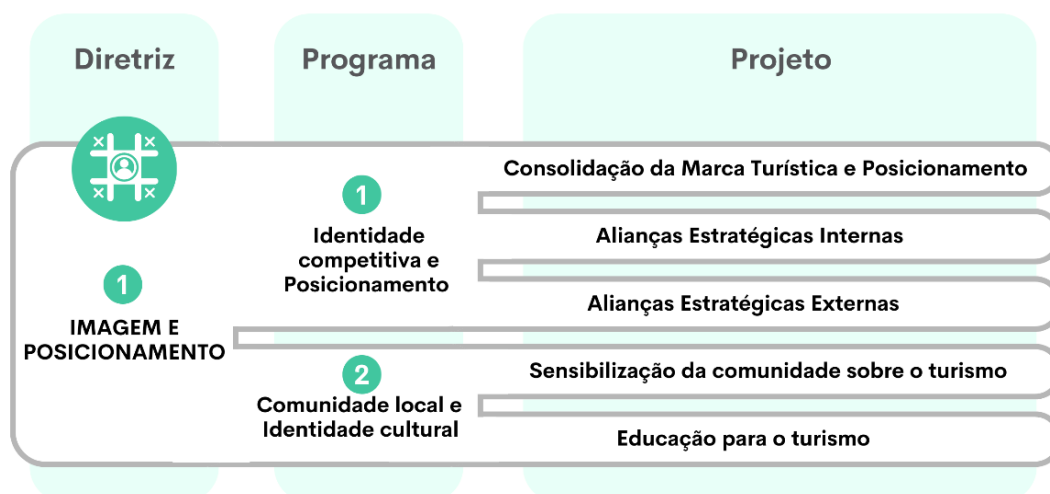 Diretriz
Programa
Projeto
1
IMAGEM E
POSICIONAMENTO
1
Identidade
competitiva e
Posicionamento
Consolidação da Marca Turística e Posicionamento
Alianças Estratégicas Internas
Alianças Estratégicas Externas
2
Comunidade local e
Identidade cultural
Sensibilização da comunidade sobre o turismo
Educação para o turismo